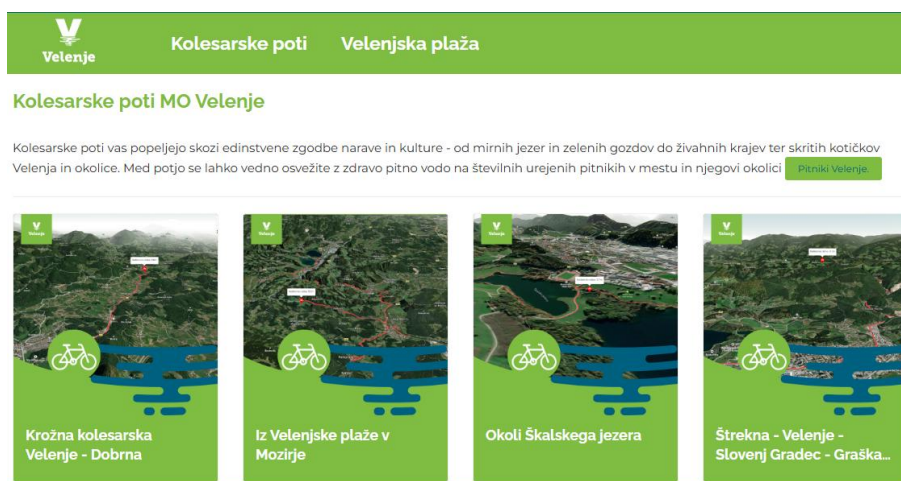 Velenje
Kolesarske poti
Velenjska plaža
Kolesarske poti MO Velenje
Kolesarske poti vas popeljejo skozi edinstvene zgodbe narave in kulture - od mirnih jezer in zelenih gozdov do živahnih krajev ter skritih kotičkov
Velenja in okolice. Med potjo se lahko vedno osvežite z zdravo pitno vodo na številnih urejenih pitnikih v mestu in njegovi okolici Pitniki Velenje.
Velenje
Velenje
Velenje
Velenje
Krožna kolesarska
Velenje - Dobrna
Iz Velenjske plaže v
Mozirje
Okoli Škalskega jezera
Štrekna - Velenje -
Slovenj Gradec - Graška...